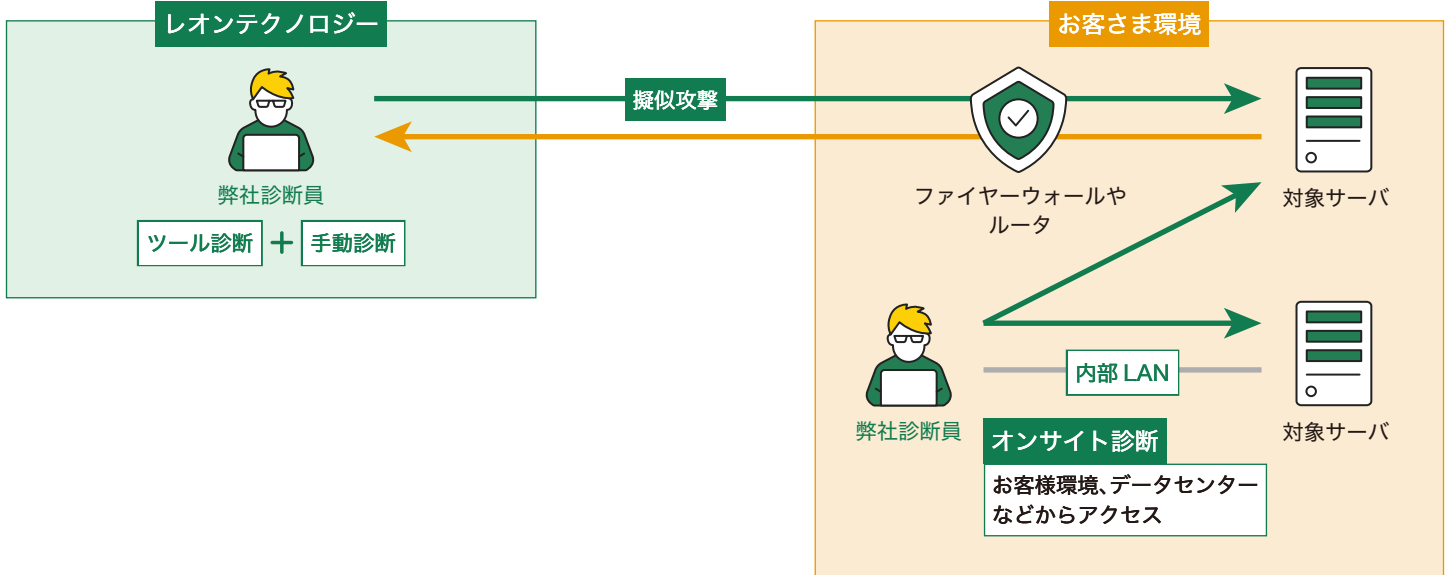 レオンテクノロジー
弊社診断員
ツール診断 + 手動診断
擬似攻撃
お客さま環境
ファイヤーウォールや
ルータ
対象サーバ
弊社診断員
内部 LAN
対象サーバ
オンサイト診断
お客様環境、データセンター
などからアクセス